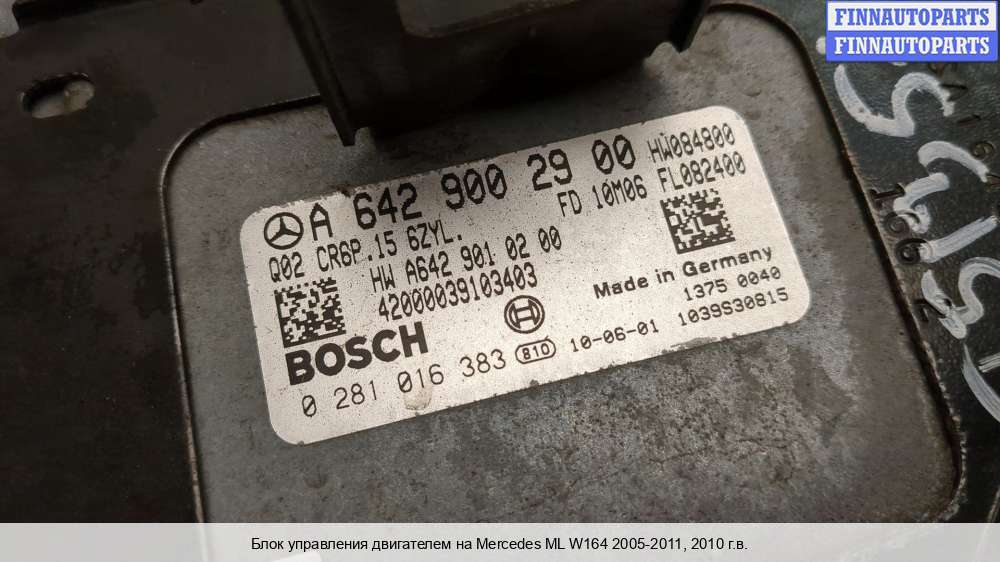 FINNAUTOPARTS
FINNAUTOPARTS
A 642 900 29 00 HW084800
Q02 CR6P.15 6ZYL. FD 10M06 FL082400
HW A642 901 02 00
42000039103403
Made in Germany
BOSCH 1375 0040
0 281 016 383 810 10-06-01 1039S30815
1662
Блок управления двигателем на Mercedes ML W164 2005-2011, 2010 г.в.